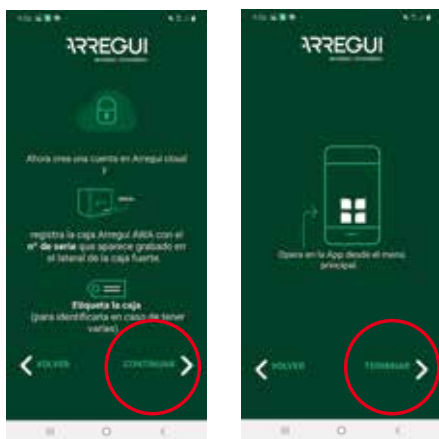 ARREGUI
Ahora crea una cuenta en Arregui cloud
y
registra la caja Arregui AWA con el
nº de serie que aparece grabado en
el lateral de la caja fuerte.
Etiqueta la caja
(para identificarla en caso de tener
varias).
VOLVER
CONTINUAR
ARREGUI
Opera en la App desde el menú
principal.
VOLVER
TERMINAR